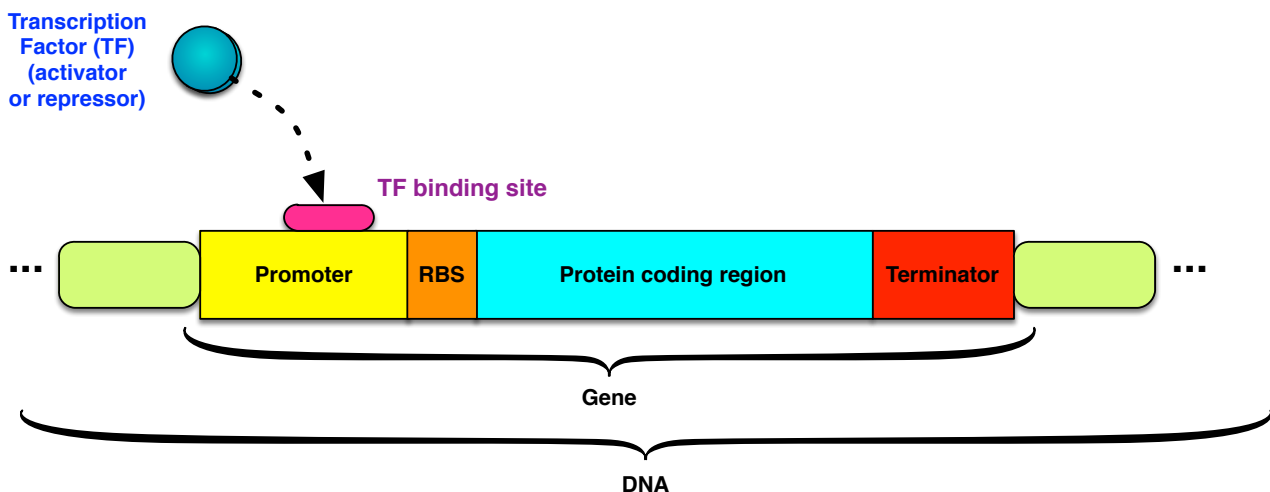 Transcription
Factor (TF)
(activator
or repressor)
TF binding site
...
Promoter
RBS
Protein coding region
Terminator
...
Gene
DNA